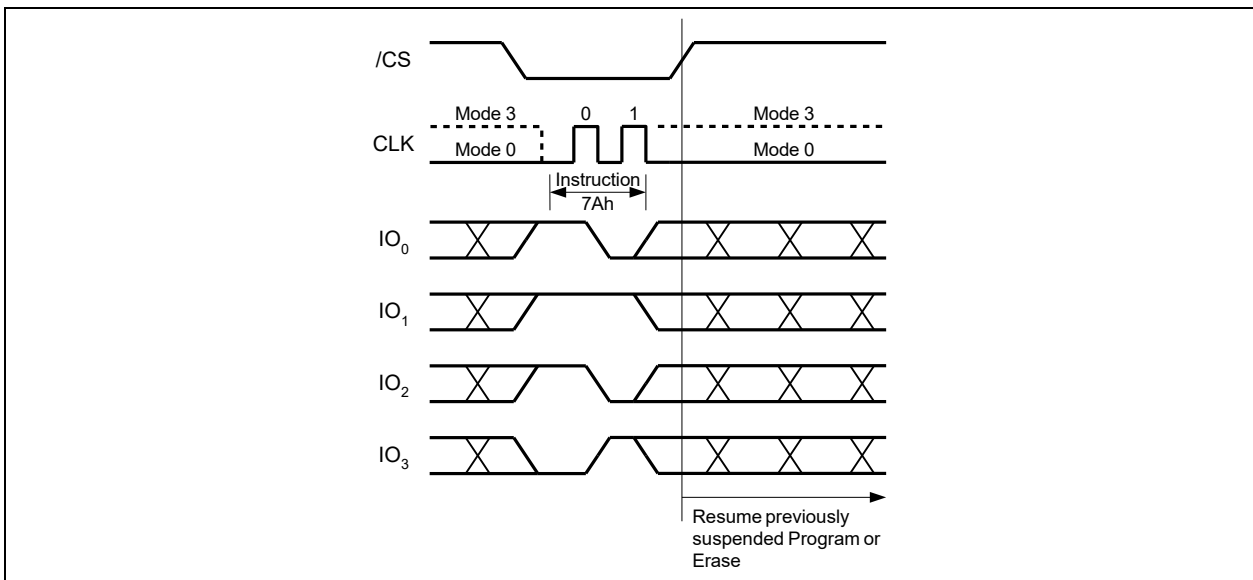 /CS
Mode 3 0 1 Mode 3
CLK
Mode 0 Mode 0
Instruction
7Ah
IO0
IO1
IO2
IO3
Resume previously
suspended Program or
Erase